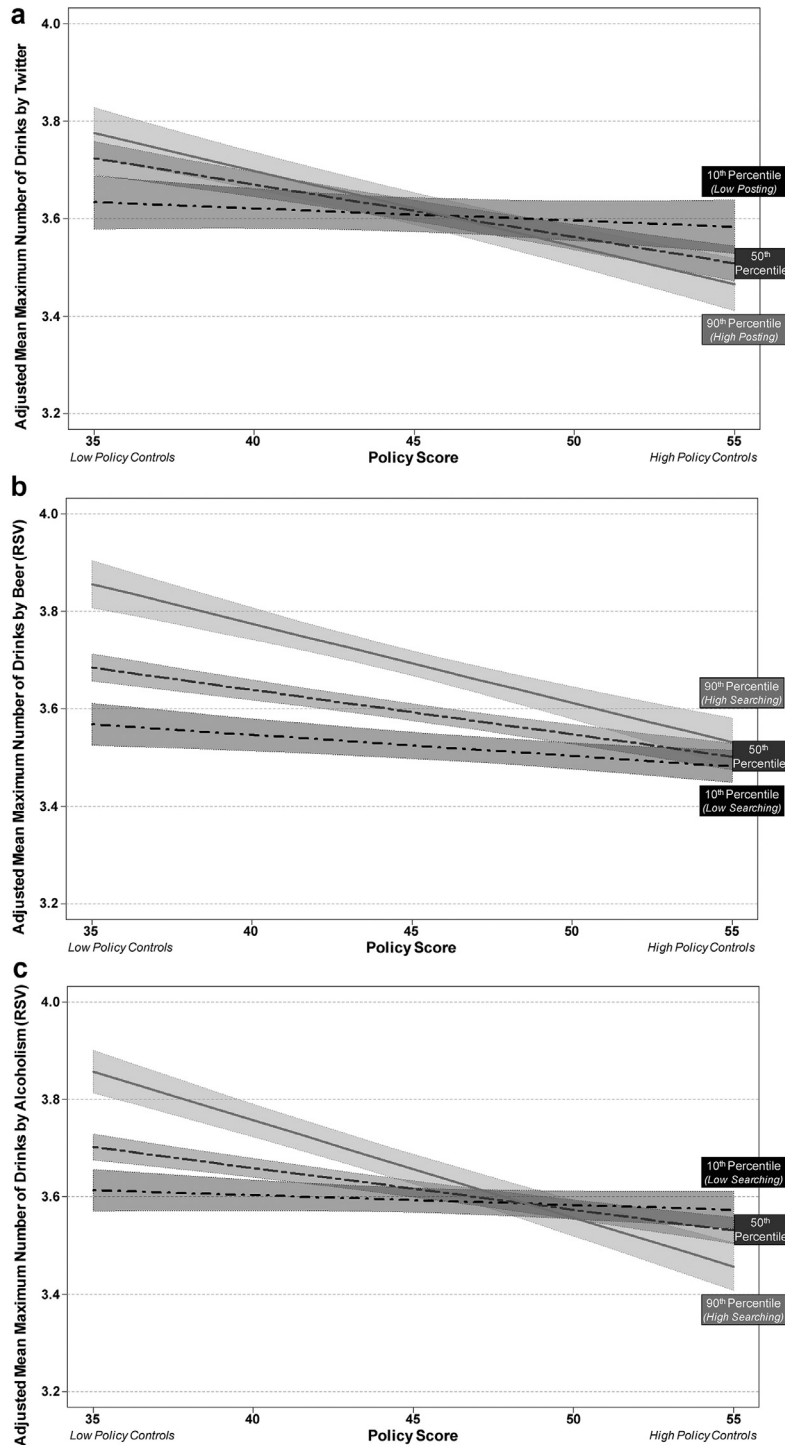 a
Adjusted Mean Maximum Number of Drinks by Twitter
4.0
3.8
3.6
3.4
3.2
10th Percentile
(Low Posting)
50th
Percentile
90th Percentile
(High Posting)
35
40
45
50
55
Low Policy Controls
Policy Score
High Policy Controls
b
Adjusted Mean Maximum Number of Drinks by Beer (RSV)
4.0
3.8
3.6
3.4
3.2
90th Percentile
(High Searching)
50th
Percentile
10th Percentile
(Low Searching)
35
40
45
50
55
Low Policy Controls
Policy Score
High Policy Controls
c
Adjusted Mean Maximum Number of Drinks by Alcoholism (RSV)
4.0
3.8
3.6
3.4
3.2
10th Percentile
(Low Searching)
50th
Percentile
90th Percentile
(High Searching)
35
40
45
50
55
Low Policy Controls
Policy Score
High Policy Controls